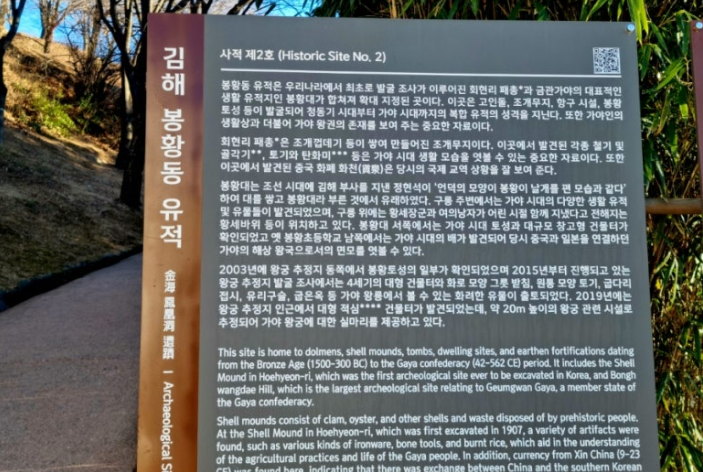 김해 봉황동 유적
金海 鳳凰洞 遺蹟 | Archaeological
사적 제2호 (Historic Site No. 2)
봉황동 유적은 우리나라에서 최초로 발굴 조사가 이루어진 회현리 패총*과 금관가야의 대표적인
생활 유적지인 봉황대가 합쳐져 확대 지정된 곳이다. 이곳은 고인돌, 조개무지, 항구 시설, 봉황
토성 등이 발굴되어 청동기 시대부터 가야 시대까지의 복합 유적의 성격을 지닌다. 또한 가야인의
생활상과 더불어 가야 왕권의 존재를 보여 주는 중요한 자료이다.
회현리 패총*은 조개껍데기 등이 쌓여 만들어진 조개무지이다. 이곳에서 발견된 각종 철기 및
골각기**, 토기와 탄화미*** 등은 가야 시대 생활 모습을 엿볼 수 있는 중요한 자료이다. 또한
이곳에서 발견된 중국 화폐 화천(貨泉)은 당시의 국제 교역 상황을 잘 보여 준다.
봉황대는 조선 시대에 김해 부사를 지낸 정현석이 '언덕의 모양이 봉황이 날개를 편 모습과 같다'
하여 대를 쌓고 봉황대라 부른 것에서 유래하였다. 구릉 주변에서는 가야 시대의 다양한 생활 유적
및 유물들이 발견되었으며, 구릉 위에는 황세장군과 여의낭자가 어린 시절 함께 지냈다고 전해지는
황세바위 등이 위치하고 있다. 봉황대 서쪽에서는 가야 시대 토성과 대규모 창고형 건물터가
확인되었고 옛 봉황초등학교 남쪽에서는 가야 시대의 배가 발견되어 당시 중국과 일본을 연결하던
가야의 해상 왕국으로서의 면모를 엿볼 수 있다.
2003년에 왕궁 추정지 동쪽에서 봉황토성의 일부가 확인되었으며 2015년부터 진행되고 있는
왕궁 추정지 발굴 조사에서는 4세기의 대형 건물터와 화로 모양 그릇 받침, 원통 모양 토기, 굽다리
접시, 유리구슬, 굽은옥 등 가야 왕릉에서 볼 수 있는 화려한 유물이 출토되었다. 2019년에는
왕궁 추정지 인근에서 대형 적심**** 건물터가 발견되었는데, 약 20m 높이의 왕궁 관련 시설로
추정되어 가야 왕궁에 대한 실마리를 제공하고 있다.
This site is home to dolmens, shell mounds, tombs, dwelling sites, and earthen fortifications dating
from the Bronze Age (1500–300 BC) to the Gaya confederacy (42–562 CE) period. It includes the Shell
Mound in Hoehyeon-ri, which was the first archeological site ever to be excavated in Korea, and Bongh
wangdae Hill, which is the largest archeological site relating to Geumgwan Gaya, a member state of
the Gaya confederacy.
Shell mounds consist of clam, oyster, and other shells and waste disposed of by prehistoric people.
At the Shell Mound in Hoehyeon-ri, which was first excavated in 1907, a variety of artifacts were
found, such as various kinds of ironware, bone tools, and burnt rice, which aid in the understanding
of the agricultural practices and life of the Gaya people. In addition, currency from Xin China (9–23
CE) was found here, indicating that there was exchange between China and the southern Korean